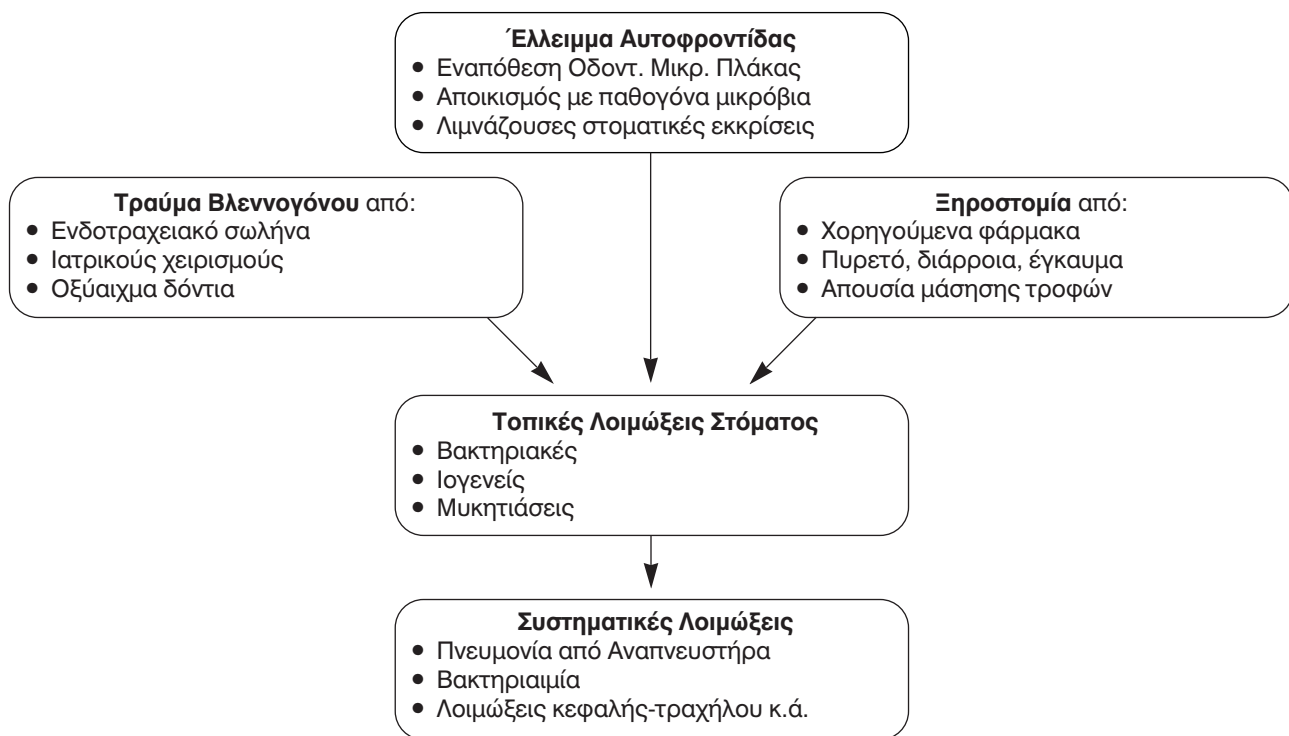 Έλλειμμα Αυτοφροντίδας
• Εναπόθεση Οδοντ. Μικρ. Πλάκας
• Αποικισμός με παθογόνα μικρόβια
• Λιμνάζουσες στοματικές εκκρίσεις
Τραύμα Βλεννογόνου από:
• Ενδοτραχειακό σωλήνα
• Ιατρικούς χειρισμούς
• Οξύαιχμα δόντια
Ξηροστομία από:
• Χορηγούμενα φάρμακα
• Πυρετό, διάρροια, έγκαυμα
• Απουσία μάσησης τροφών
Τοπικές Λοιμώξεις Στόματος
• Βακτηριακές
• Ιογενείς
• Μυκητιάσεις
Συστηματικές Λοιμώξεις
• Πνευμονία από Αναπνευστήρα
• Βακτηριαιμία
• Λοιμώξεις κεφαλής-τραχήλου κ.ά.